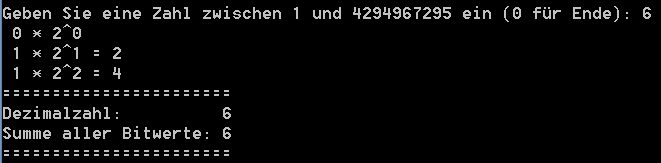 Geben Sie eine Zahl zwischen 1 und 4294967295 ein (0 für Ende): 6
0 * 2^0
1 * 2^1 = 2
1 * 2^2 = 4
=======================
Dezimalzahl:          6
Summe aller Bitwerte: 6
=======================